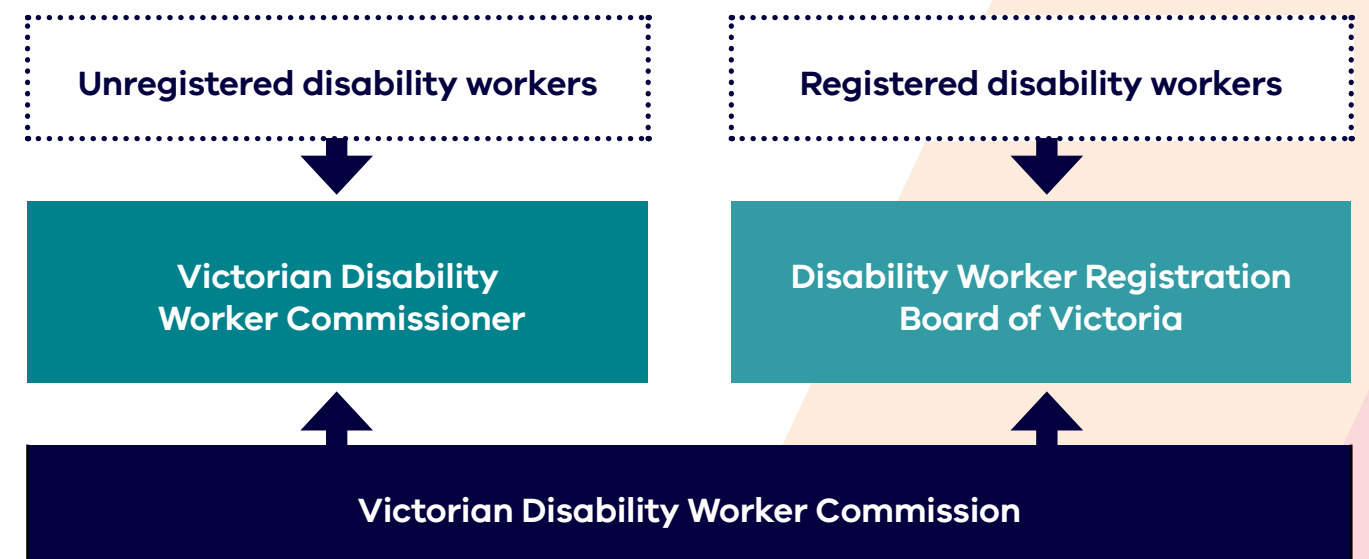 Unregistered disability workers
Registered disability workers
Victorian Disability
Worker Commissioner
Disability Worker Registration
Board of Victoria
Victorian Disability Worker Commission